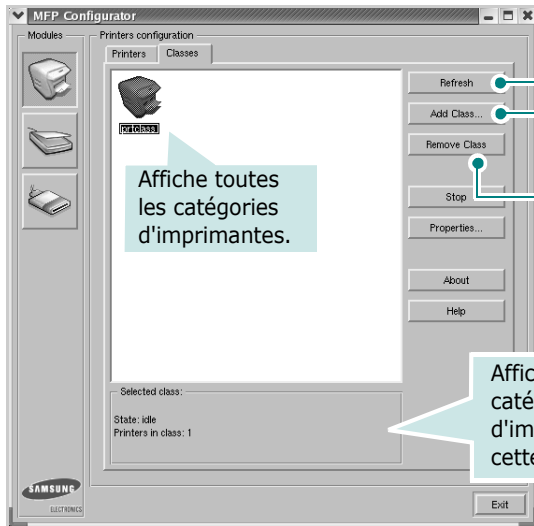 MFP Configurator
Modules
Printers configuration
Printers
Classes
Refresh
Add Class...
prtclass
Remove Class
Affiche toutes
les catégories
d'imprimantes.
Stop
Properties...
About
Help
Selected class:
State: idle
Printers in class: 1
SAMSUNG
ELECTRONICS
Exit